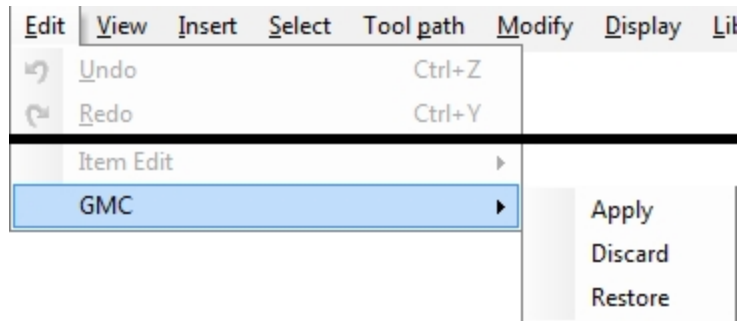 Edit View Insert Select Tool path Modify Display
Undo Ctrl+Z
Redo Ctrl+Y
Item Edit
GMC
Apply
Discard
Restore